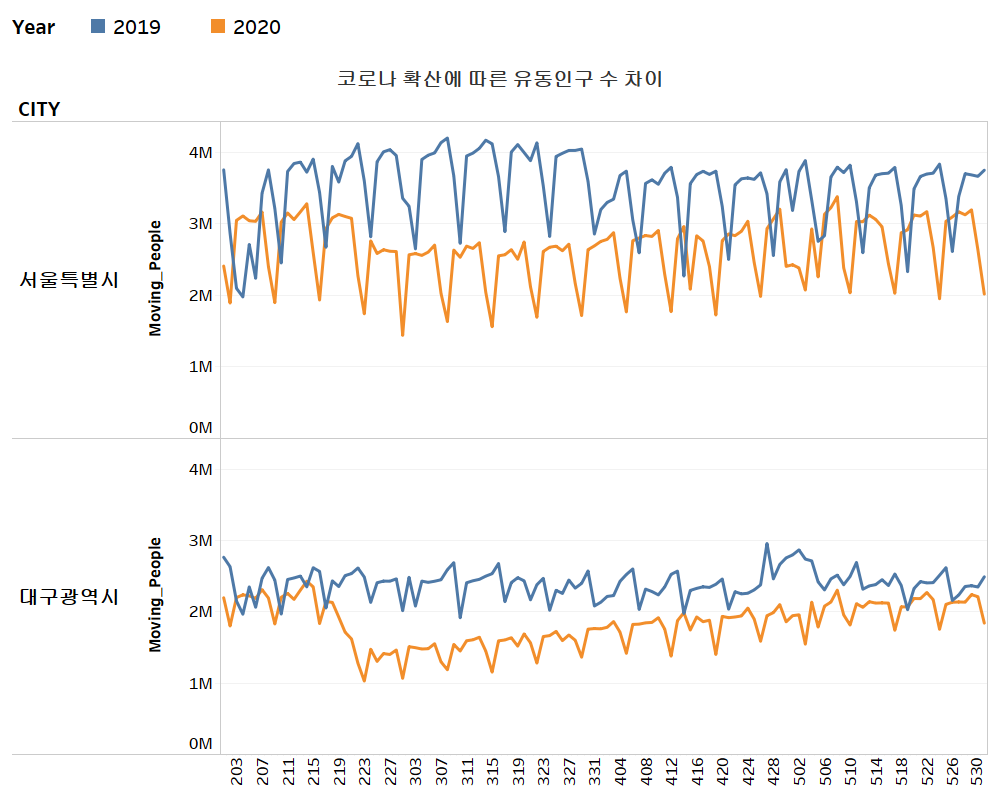 Year 2019 2020
코로나 확산에 따른 유동인구 수 차이
CITY
서울특별시
Moving_People
4M
3M
2M
1M
0M
대구광역시
Moving_People
4M
3M
2M
1M
0M
203 207 211 215 219 223 227 303 307 311 315 319 323 327 331 404 408 412 416 420 424 428 502 506 510 514 518 522 526 530